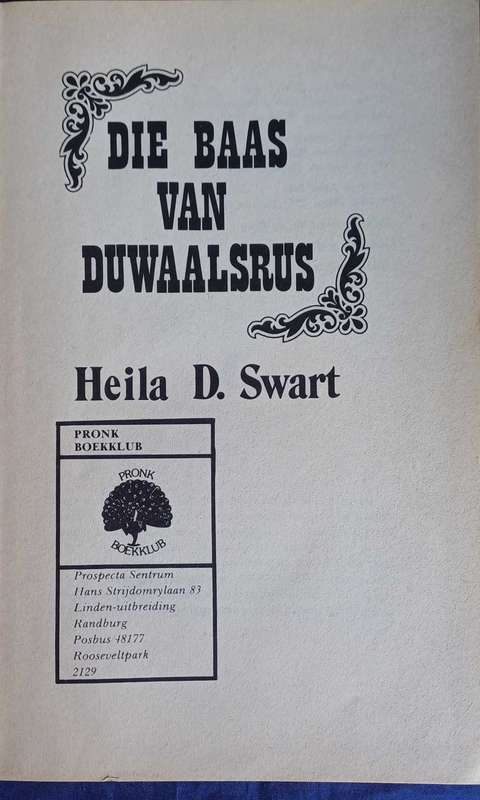 DIE BAAS
VAN
DUWAALSRUS
Heila D. Swart
PRONK
BOEKKLUB
PRONK
BOEKKLUB
Prospecta Sentrum
Hans Strijdomrylaan 83
Linden-uitbreiding
Randburg
Posbus 48177
Rooseveltpark
2129